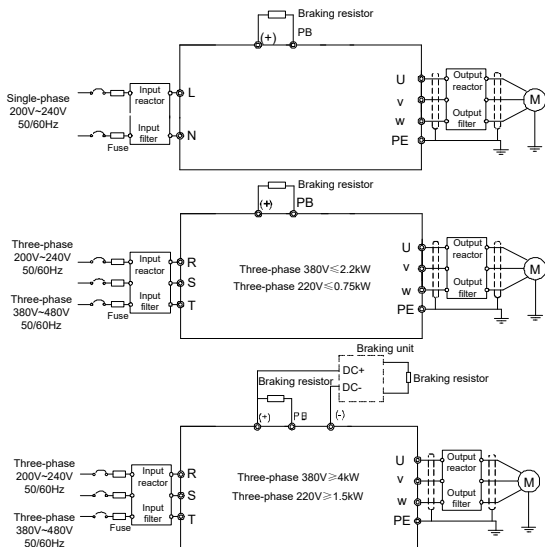 Braking resistor
(+)
PB
Single-phase
200V~240V
50/60Hz
Input
reactor
Input
filter
Fuse
L
N
U
v
w
PE
Output
reactor
Output
filter
M
Braking resistor
(+)
PB
Three-phase
200V~240V
50/60Hz
Three-phase
380V~480V
50/60Hz
Input
reactor
Input
filter
Fuse
R
S
T
Three-phase 380V≤2.2kW
Three-phase 220V≤0.75kW
U
v
w
PE
Output
reactor
Output
filter
M
Braking unit
DC+
DC-
Braking resistor
Braking resistor
(+)
PB
(-)
Three-phase
200V~240V
50/60Hz
Three-phase
380V~480V
50/60Hz
Input
reactor
Input
filter
Fuse
R
S
T
Three-phase 380V≥4kW
Three-phase 220V≥1.5kW
U
v
w
PE
Output
reactor
Output
filter
M